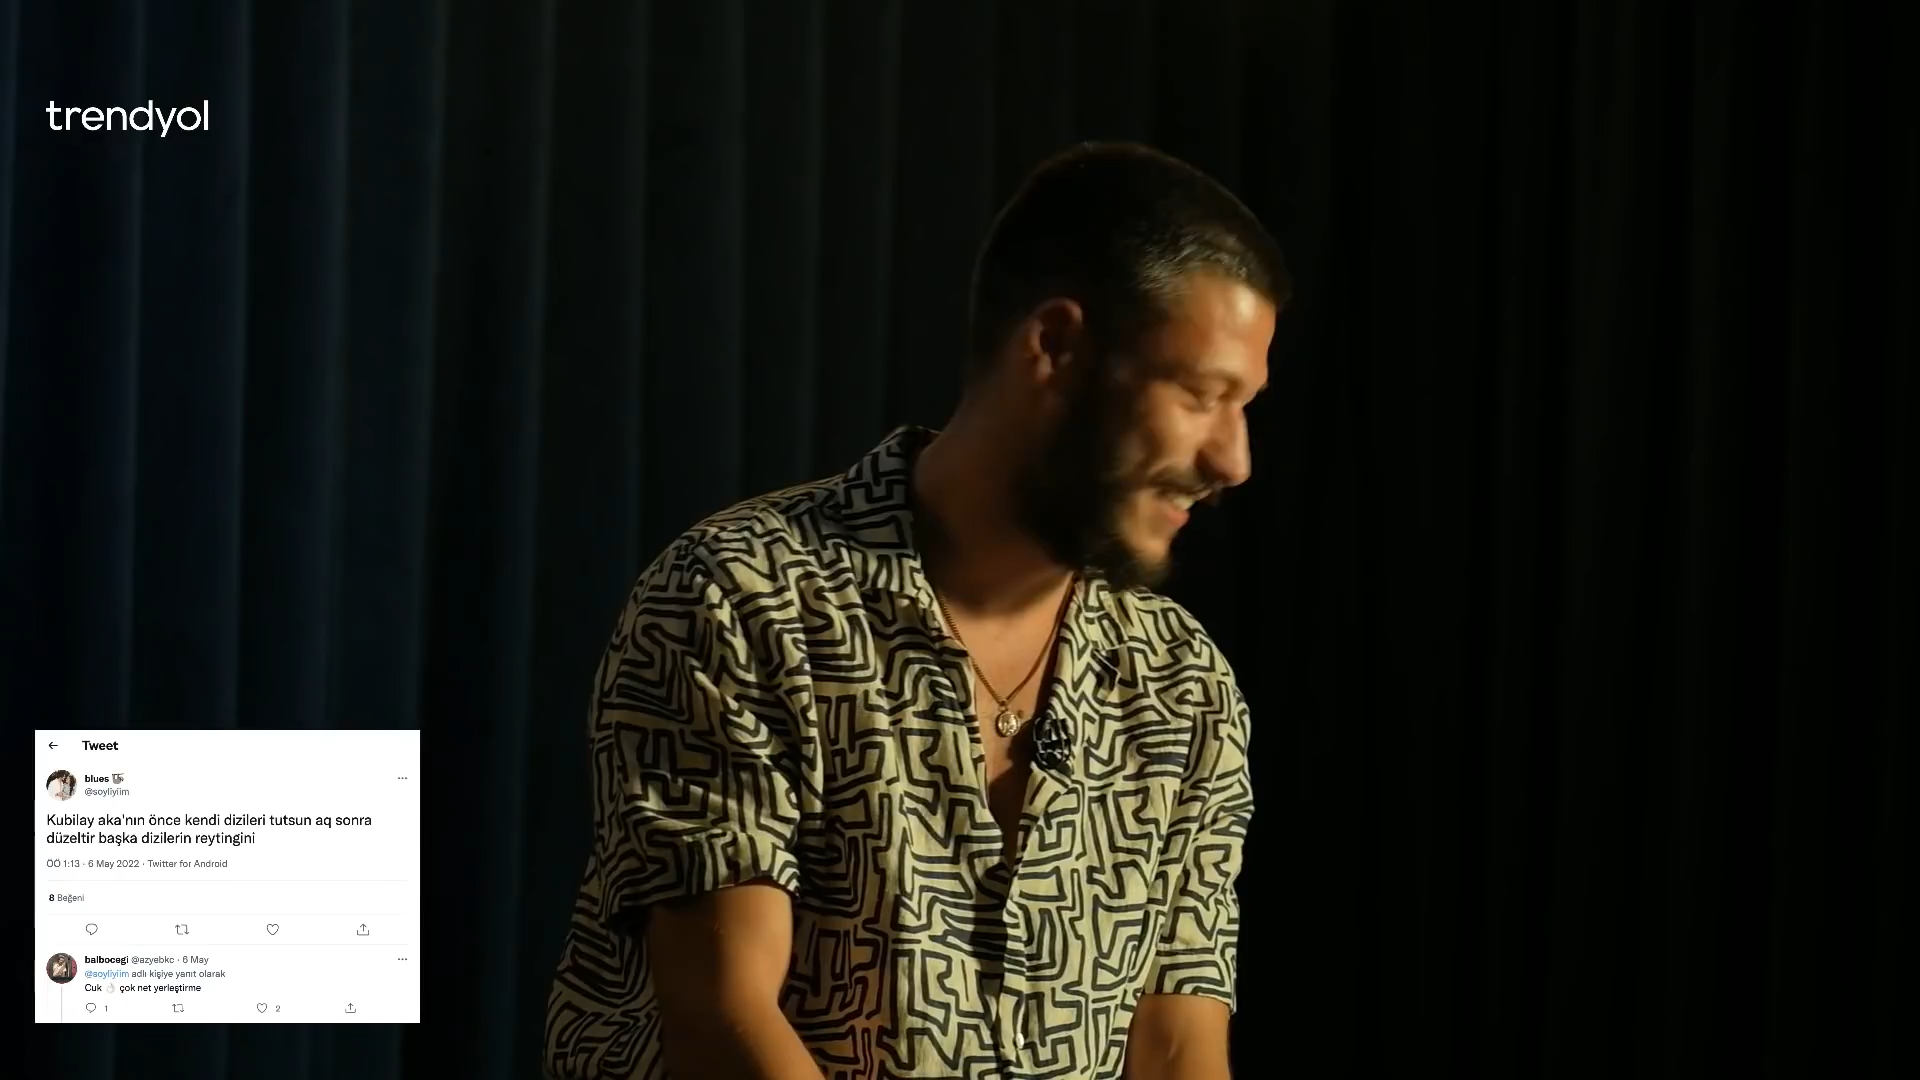 trendyol
Tweet
blues
@soyliyiim
Kubilay aka'nın önce kendi dizileri tutsun aq sonra
düzeltir başka dizilerin reytingini
ÖÖ 1:13 · 6 May 2022 · Twitter for Android
8 Beğeni
balbocegi @azyebkc · 6 May
@soyliyiim adlı kişiye yanıt olarak
Cuk 👌🏻 çok net yerleştirme
1 2